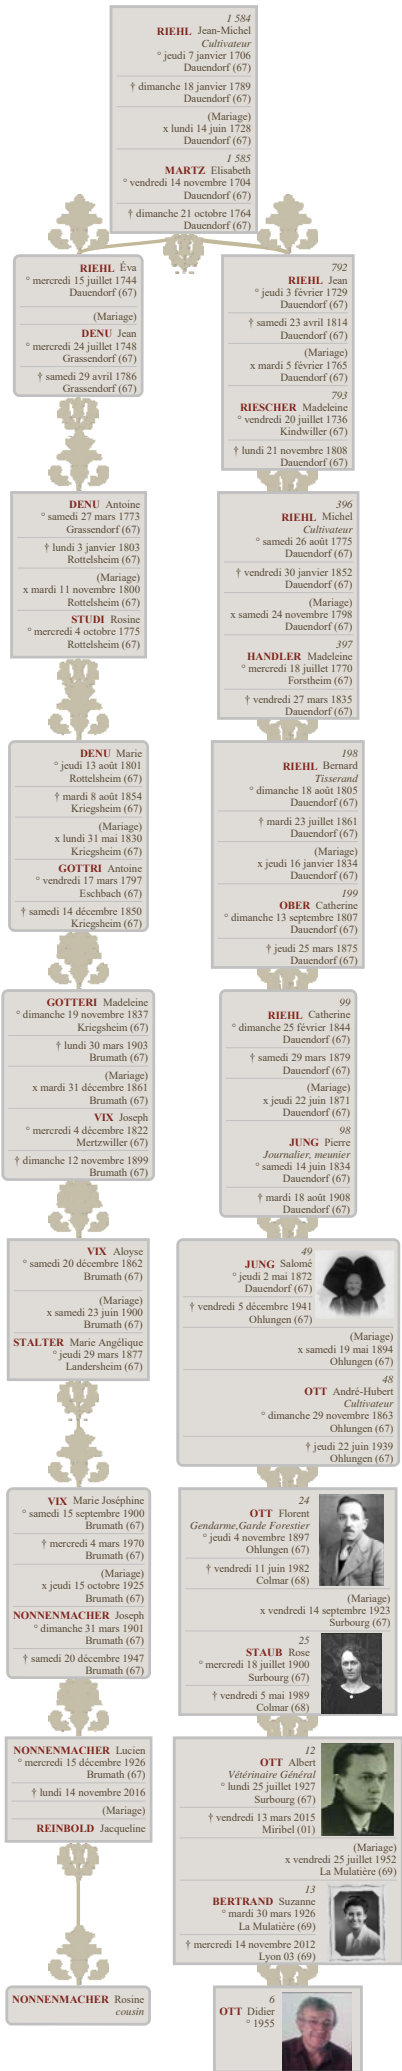 1 584
RIEHL Jean-Michel
Cultivateur
° jeudi 7 janvier 1706
Dauendorf (67)
† dimanche 18 janvier 1789
Dauendorf (67)
(Mariage)
x lundi 14 juin 1728
Dauendorf (67)
1 585
MARTZ Elisabeth
° vendredi 14 novembre 1704
Dauendorf (67)
† dimanche 21 octobre 1764
Dauendorf (67)
RIEHL Éva
° mercredi 15 juillet 1744
Dauendorf (67)
(Mariage)
DENU Jean
° mercredi 24 juillet 1748
Grassendorf (67)
† samedi 29 avril 1786
Grassendorf (67)
792
RIEHL Jean
° jeudi 3 février 1729
Dauendorf (67)
† samedi 23 avril 1814
Dauendorf (67)
(Mariage)
x mardi 5 février 1765
Dauendorf (67)
793
RIESCHER Madeleine
° vendredi 20 juillet 1736
Kindwiller (67)
† lundi 21 novembre 1808
Dauendorf (67)
DENU Antoine
° samedi 27 mars 1773
Grassendorf (67)
† lundi 3 janvier 1803
Rottelsheim (67)
(Mariage)
x mardi 11 novembre 1800
Rottelsheim (67)
STUDI Rosine
° mercredi 4 octobre 1775
Rottelsheim (67)
396
RIEHL Michel
Cultivateur
° samedi 26 août 1775
Dauendorf (67)
† vendredi 30 janvier 1852
Dauendorf (67)
(Mariage)
x samedi 24 novembre 1798
Dauendorf (67)
397
HANDLER Madeleine
° mercredi 18 juillet 1770
Forstheim (67)
† vendredi 27 mars 1835
Dauendorf (67)
DENU Marie
° jeudi 13 août 1801
Rottelsheim (67)
† mardi 8 août 1854
Kriegsheim (67)
(Mariage)
x lundi 31 mai 1830
Kriegsheim (67)
GOTTRI Antoine
° vendredi 17 mars 1797
Eschbach (67)
† samedi 14 décembre 1850
Kriegsheim (67)
198
RIEHL Bernard
Tisserand
° dimanche 18 août 1805
Dauendorf (67)
† mardi 23 juillet 1861
Dauendorf (67)
(Mariage)
x jeudi 16 janvier 1834
Dauendorf (67)
199
OBER Catherine
° dimanche 13 septembre 1807
Dauendorf (67)
† jeudi 25 mars 1875
Dauendorf (67)
GOTTERI Madeleine
° dimanche 19 novembre 1837
Kriegsheim (67)
† lundi 30 mars 1903
Brumath (67)
(Mariage)
x mardi 31 décembre 1861
Brumath (67)
VIX Joseph
° mercredi 4 décembre 1822
Mertzwiller (67)
† dimanche 12 novembre 1899
Brumath (67)
99
RIEHL Catherine
° dimanche 25 février 1844
Dauendorf (67)
† samedi 29 mars 1879
Dauendorf (67)
(Mariage)
x jeudi 22 juin 1871
Dauendorf (67)
98
JUNG Pierre
Journalier, meunier
° samedi 14 juin 1834
Dauendorf (67)
† mardi 18 août 1908
Dauendorf (67)
VIX Aloyse
° samedi 20 décembre 1862
Brumath (67)
(Mariage)
x samedi 23 juin 1900
Brumath (67)
STALTER Marie Angélique
° jeudi 29 mars 1877
Landersheim (67)
49
JUNG Salomé
° jeudi 2 mai 1872
Dauendorf (67)
† vendredi 5 décembre 1941
Ohlungen (67)
(Mariage)
x samedi 19 mai 1894
Ohlungen (67)
48
OTT André-Hubert
Cultivateur
° dimanche 29 novembre 1863
Ohlungen (67)
† jeudi 22 juin 1939
Ohlungen (67)
VIX Marie Joséphine
° samedi 15 septembre 1900
Brumath (67)
† mercredi 4 mars 1970
Brumath (67)
(Mariage)
x jeudi 15 octobre 1925
Brumath (67)
NONNENMACHER Joseph
° dimanche 31 mars 1901
Brumath (67)
† samedi 20 décembre 1947
Brumath (67)
24
OTT Florent
Gendarme,Garde Forestier
° jeudi 4 novembre 1897
Ohlungen (67)
† vendredi 11 juin 1982
Colmar (68)
(Mariage)
x vendredi 14 septembre 1923
Surbourg (67)
25
STAUB Rose
° mercredi 18 juillet 1900
Surbourg (67)
† vendredi 5 mai 1989
Colmar (68)
NONNENMACHER Lucien
° mercredi 15 décembre 1926
Brumath (67)
† lundi 14 novembre 2016
(Mariage)
REINBOLD Jacqueline
12
OTT Albert
Vétérinaire Général
° lundi 25 juillet 1927
Surbourg (67)
† vendredi 13 mars 2015
Miribel (01)
(Mariage)
x vendredi 25 juillet 1952
La Mulatière (69)
13
BERTRAND Suzanne
° mardi 30 mars 1926
La Mulatière (69)
† mercredi 14 novembre 2012
Lyon 03 (69)
NONNENMACHER Rosine
cousin
6
OTT Didier
° 1955